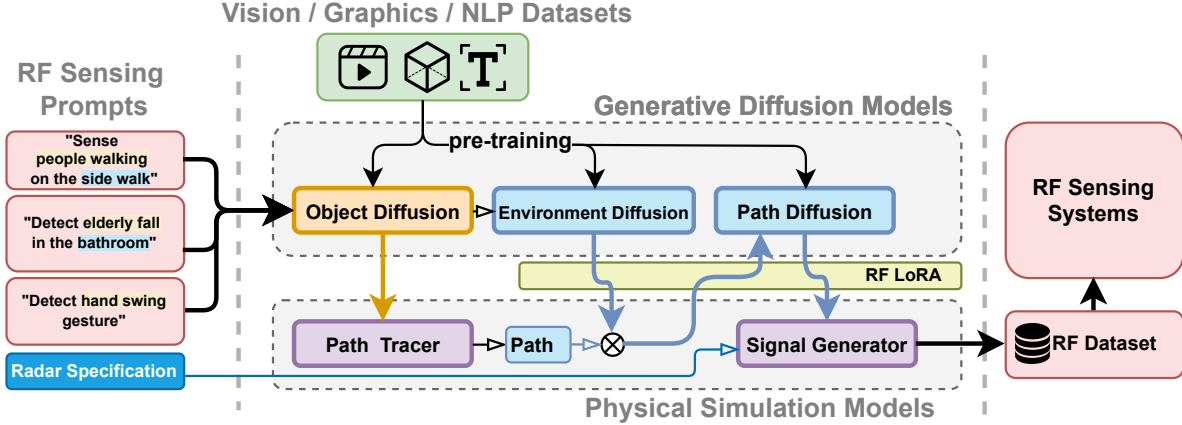 Vision / Graphics / NLP Datasets
T
RF Sensing
Prompts
"Sense
people walking
on the side walk"
"Detect elderly fall
in the bathroom"
"Detect hand swing
gesture"
Radar Specification
Generative Diffusion Models
pre-training
Object Diffusion
Environment Diffusion
Path Diffusion
RF LoRA
Path Tracer
Path
Signal Generator
Physical Simulation Models
RF Sensing
Systems
RF Dataset